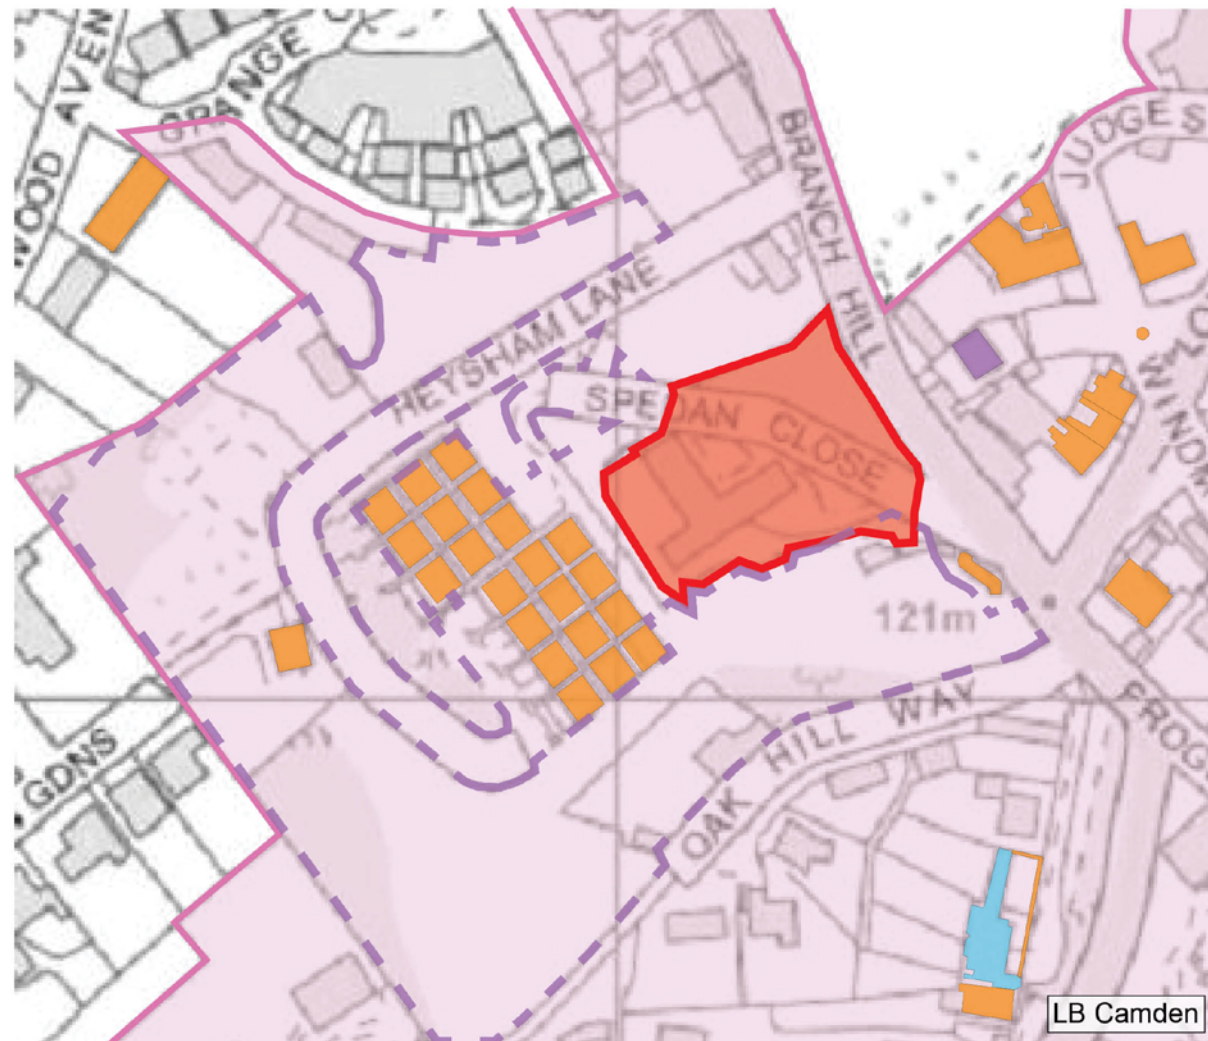 GRANGE
WOOD AVEN
BRANCH HILL
JUDGES
HEYSHAM LANE
SPEDAN CLOSE
WINDM
121m
OAK HILL WAY
FROG
GDNS
LB Camden